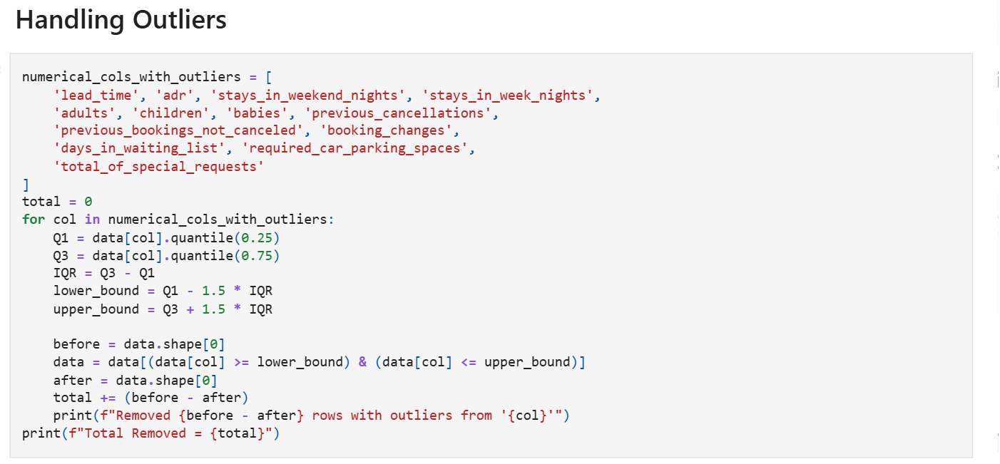 Handling Outliers
numerical_cols_with_outliers = [
    'lead_time', 'adr', 'stays_in_weekend_nights', 'stays_in_week_nights',
    'adults', 'children', 'babies', 'previous_cancellations',
    'previous_bookings_not_canceled', 'booking_changes',
    'days_in_waiting_list', 'required_car_parking_spaces',
    'total_of_special_requests'
]
total = 0
for col in numerical_cols_with_outliers:
    Q1 = data[col].quantile(0.25)
    Q3 = data[col].quantile(0.75)
    IQR = Q3 - Q1
    lower_bound = Q1 - 1.5 * IQR
    upper_bound = Q3 + 1.5 * IQR

    before = data.shape[0]
    data = data[(data[col] >= lower_bound) & (data[col] <= upper_bound)]
    after = data.shape[0]
    total += (before - after)
    print(f"Removed {before - after} rows with outliers from '{col}'")
print(f"Total Removed = {total}")